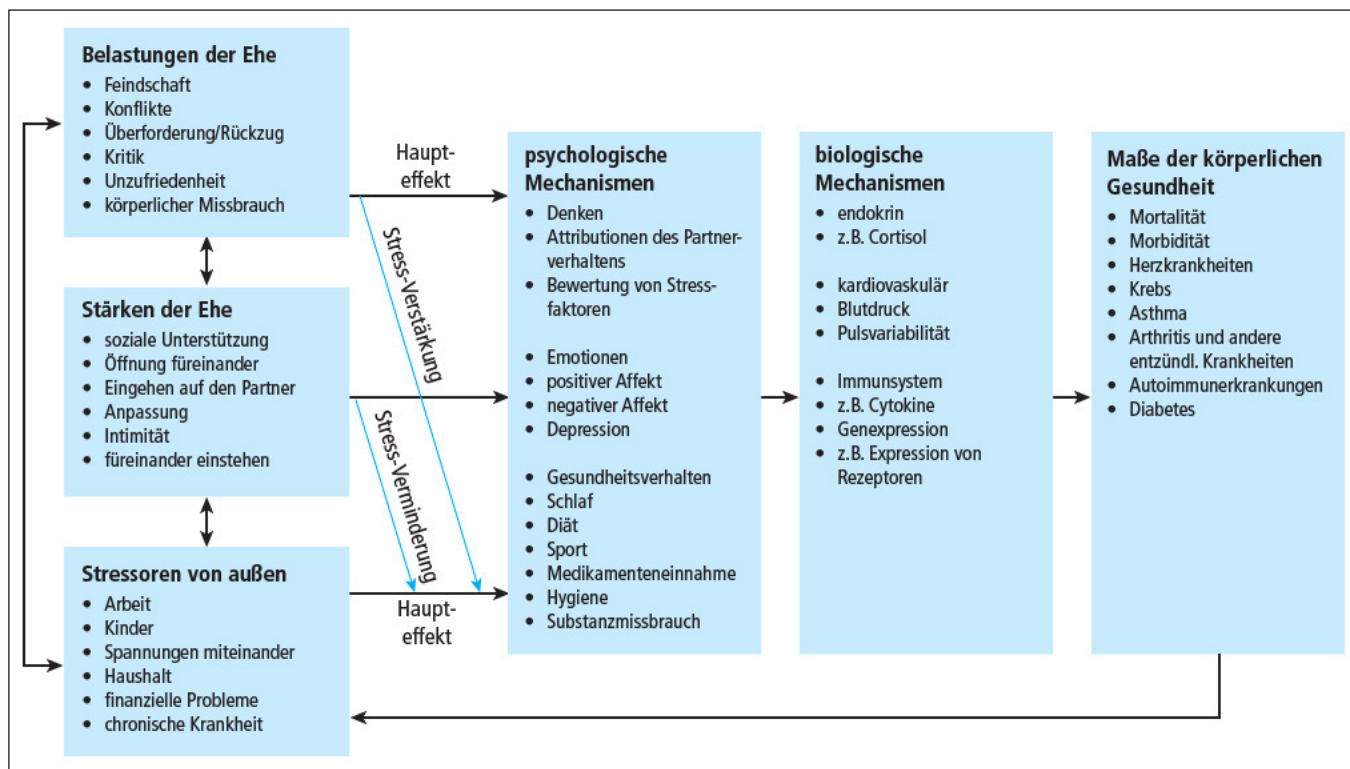 Belastungen der Ehe
• Feindschaft
• Konflikte
• Überforderung/Rückzug
• Kritik
• Unzufriedenheit
• körperlicher Missbrauch
Stärken der Ehe
• soziale Unterstützung
• Öffnung füreinander
• Eingehen auf den Partner
• Anpassung
• Intimität
• füreinander einstehen
Stressoren von außen
• Arbeit
• Kinder
• Spannungen miteinander
• Haushalt
• finanzielle Probleme
• chronische Krankheit
Haupt-
effekt
Stress-Verstärkung
Stress-Verminderung
Haupt-
effekt
psychologische
Mechanismen
• Denken
• Attributionen des Partner-
verhaltens
• Bewertung von Stress-
faktoren
• Emotionen
• positiver Affekt
• negativer Affekt
• Depression
• Gesundheitsverhalten
• Schlaf
• Diät
• Sport
• Medikamenteneinnahme
• Hygiene
• Substanzmissbrauch
biologische
Mechanismen
• endokrin
• z.B. Cortisol
• kardiovaskulär
• Blutdruck
• Pulsvariabilität
• Immunsystem
• z.B. Cytokine
• Genexpression
• z.B. Expression von
Rezeptoren
Maße der körperlichen
Gesundheit
• Mortalität
• Morbidität
• Herzkrankheiten
• Krebs
• Asthma
• Arthritis und andere
entzündl. Krankheiten
• Autoimmunerkrankungen
• Diabetes